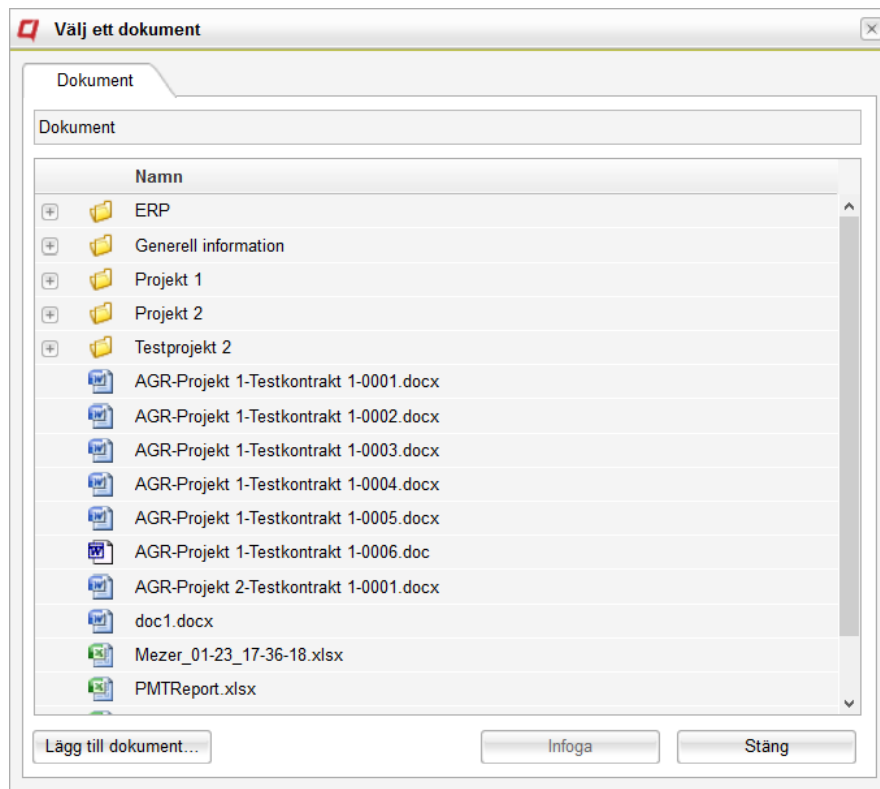 Välj ett dokument
Dokument
Dokument
Namn
ERP
Generell information
Projekt 1
Projekt 2
Testprojekt 2
AGR-Projekt 1-Testkontrakt 1-0001.docx
AGR-Projekt 1-Testkontrakt 1-0002.docx
AGR-Projekt 1-Testkontrakt 1-0003.docx
AGR-Projekt 1-Testkontrakt 1-0004.docx
AGR-Projekt 1-Testkontrakt 1-0005.docx
AGR-Projekt 1-Testkontrakt 1-0006.doc
AGR-Projekt 2-Testkontrakt 1-0001.docx
doc1.docx
Mezer_01-23_17-36-18.xlsx
PMTReport.xlsx
Lägg till dokument... Infoga Stäng